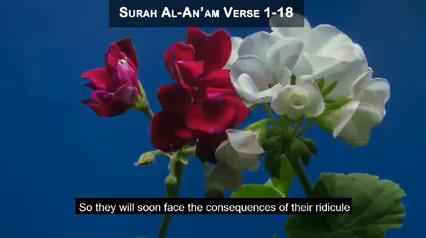 Surah Al-An'am Verse 1-18
So they will soon face the consequences of their ridicule